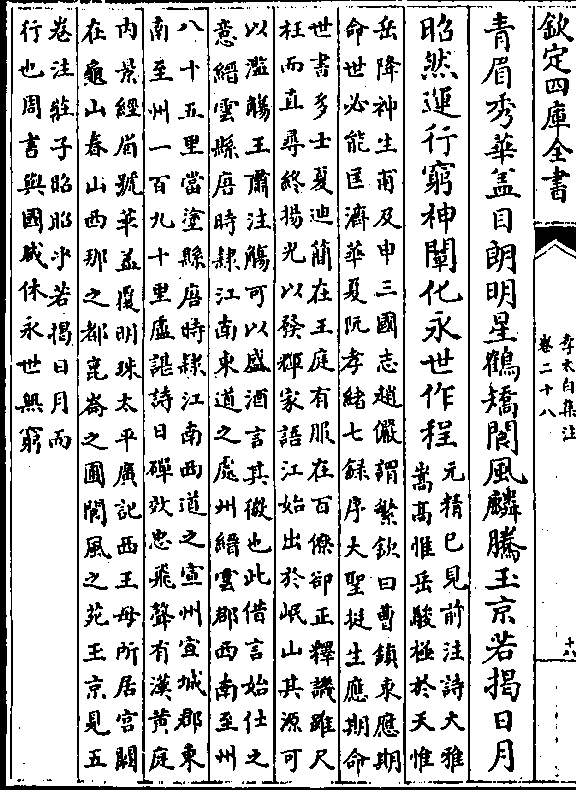 欽定四庫全書
李太白集注
卷二十八
十八
青眉秀華盖目朗明星鶴矯閬風麟騰玉京若揭日月
昭然運行窮神闡化永世作程
元精已見前注詩大雅
嵩髙惟岳駿極於天惟
岳降神生甫及申三國志趙儼謂繁欽曰曹鎮東應期
命世必能匡濟華夏阮孝緒七録序大聖挺生應期命
世書多士夏迪簡在王庭有服在百僚卻正釋譏雖尺
枉而直尋終揚光以發輝家語江始出於岷山其源可
以濫觴王肅注觴可以盛酒言其微也此借言始仕之
意縉雲縣唐時隸江南東道之處州縉雲郡西南至州
八十五里當塗縣唐時隸江南西道之宣州宣城郡東
南至州一百九十里盧諶詩日磾效忠飛聲有漢黄庭
内景經眉號華盖覆明珠太平廣記西王母所居宫闕
在龜山春山西那之都崑崙之圃閬風之苑玉京見五
卷注莊子昭昭乎若揭日月而
行也周書與國咸休永世無窮